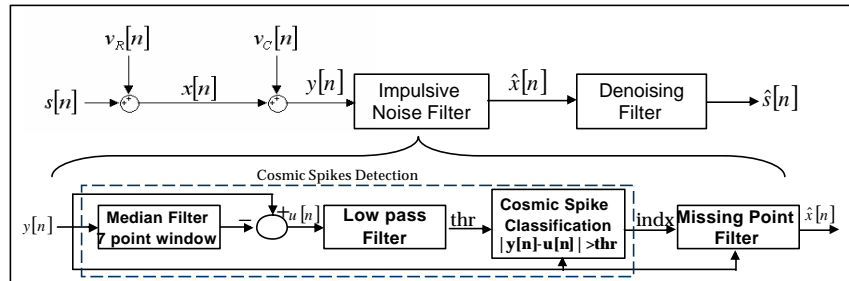 v_R[n]
v_C[n]
s[n]
x[n]
y[n]
Impulsive
Noise Filter
x̂[n]
Denoising
Filter
ŝ[n]
Cosmic Spikes Detection
y[n]
Median Filter
7 point window
u[n]
Low pass
Filter
thr
Cosmic Spike
Classification
|y[n]-u[n]|>thr
indx
Missing Point
Filter
x̂[n]